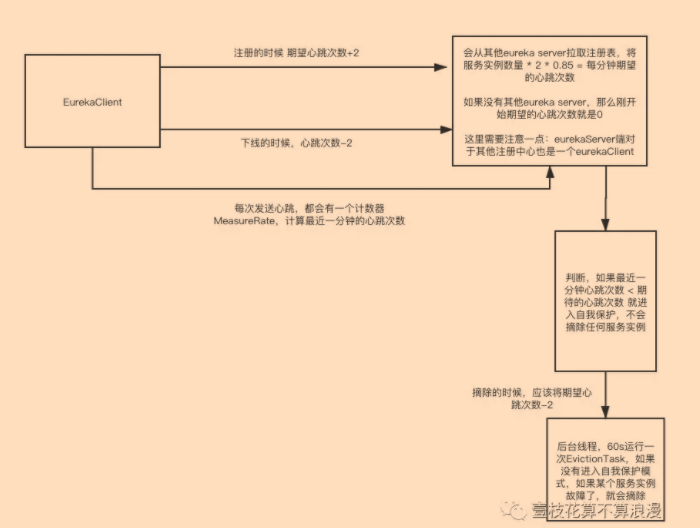 注册的时候 期望心跳次数+2
EurekaClient
下线的时候，心跳次数-2
每次发送心跳，都会有一个计数器
MeasureRate，计算最近一分钟的心跳次数
会从其他eureka server拉取注册表，将
服务实例数量 * 2 * 0.85 = 每分钟期望
的心跳次数
如果没有其他eureka server，那么刚开
始期望的心跳次数就是0
这里需要注意一点：eurekaServer端对
于其他注册中心也是一个eurekaClient
判断，如果最近一
分钟心跳次数 < 期
待的心跳次数 就进
入自我保护，不会
摘除任何服务实例
摘除的时候，应该将期望心
跳次数-2
后台线程，60s运行一
次EvictionTask，如果
没有进入自我保护模
式，如果某个服务实例
故障了，就会摘除
壹枝花算不算浪漫